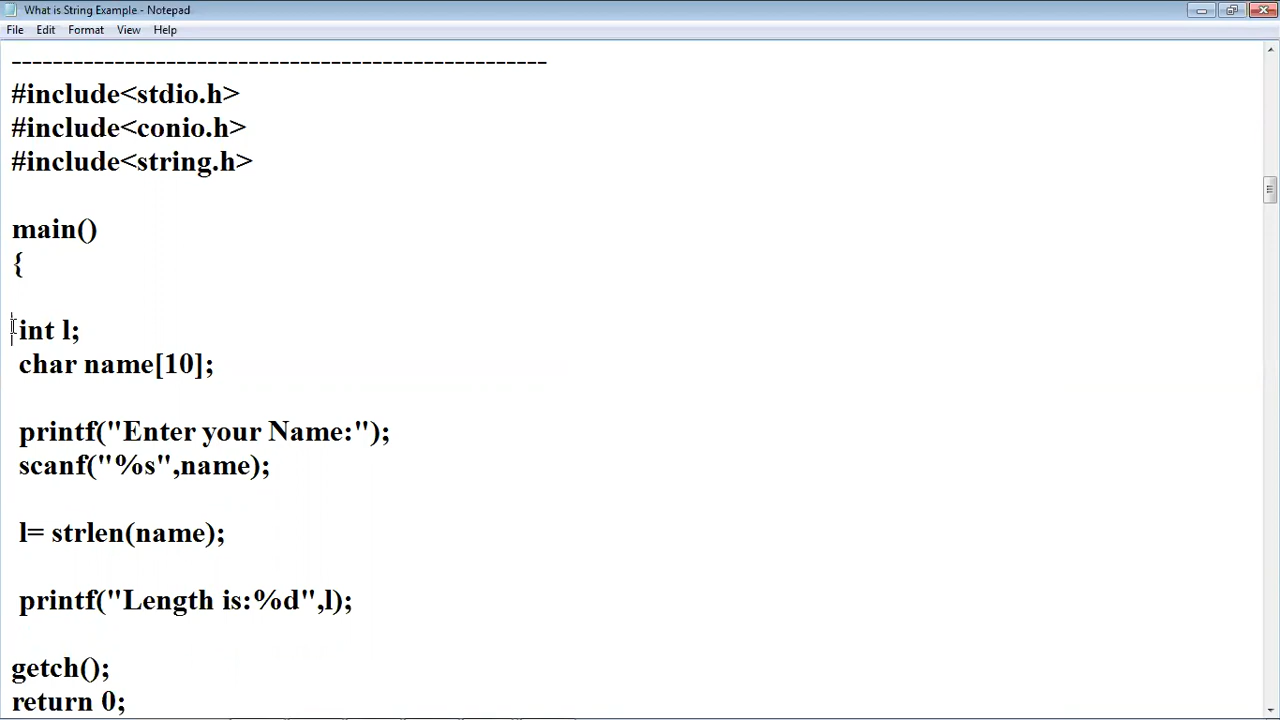 What is String Example - Notepad
File Edit Format View Help
----------------------------------------------------
#include<stdio.h>
#include<conio.h>
#include<string.h>
main()
{
int l;
char name[10];
printf("Enter your Name:");
scanf("%s",name);
l= strlen(name);
printf("Length is:%d",l);
getch();
return 0;